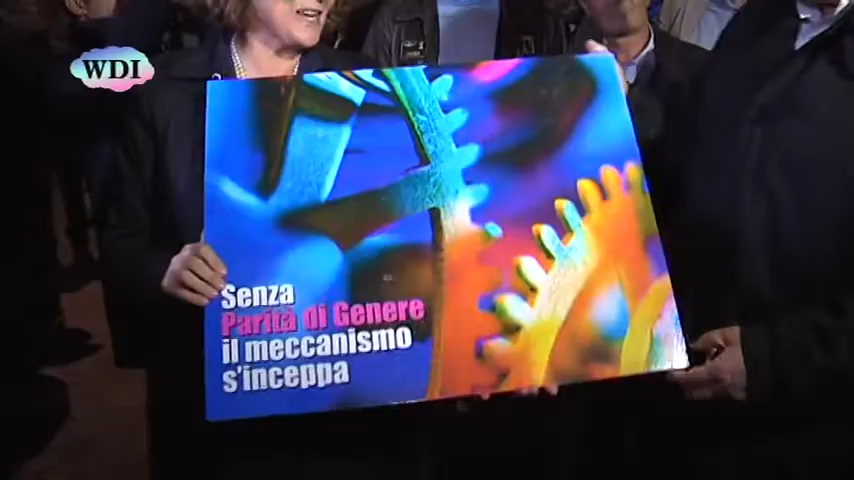 WDI
Senza
Parità di Genere
il meccanismo
s'inceppa